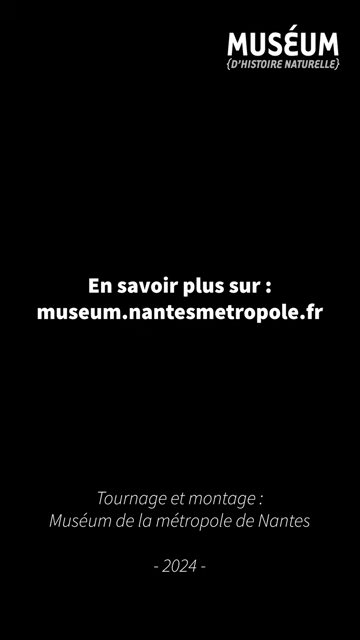 MUSÉUM
{D'HISTOIRE NATURELLE}
En savoir plus sur :
museum.nantesmetropole.fr
Tournage et montage :
Muséum de la métropole de Nantes
- 2024 -